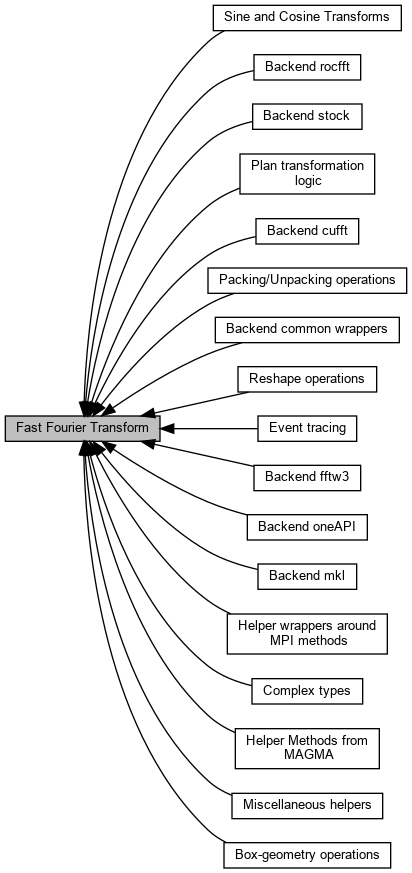 Sine and Cosine Transforms
Backend rocfft
Backend stock
Plan transformation
logic
Backend cufft
Packing/Unpacking operations
Backend common wrappers
Reshape operations
Fast Fourier Transform
Event tracing
Backend fftw3
Backend oneAPI
Backend mkl
Helper wrappers around
MPI methods
Complex types
Helper Methods from
MAGMA
Miscellaneous helpers
Box-geometry operations